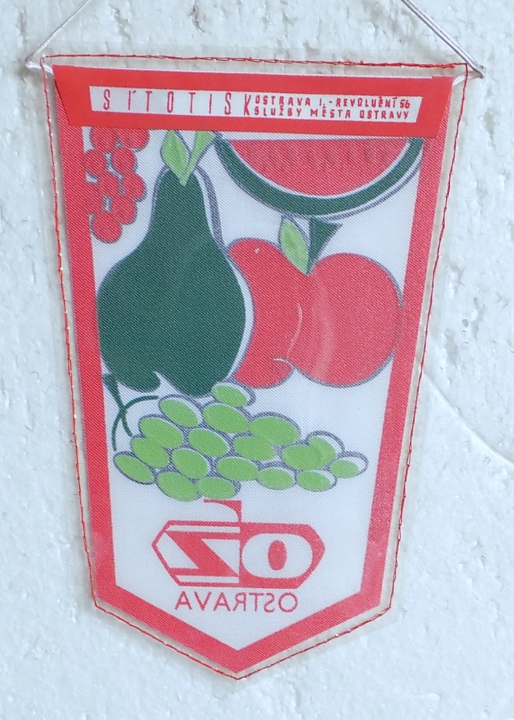 SÍTOTISK OSTRAVA 1.-REVOLUČNÍ 56
SLUŽBY MĚSTA OSTRAVY
OZ
OSTRAVA